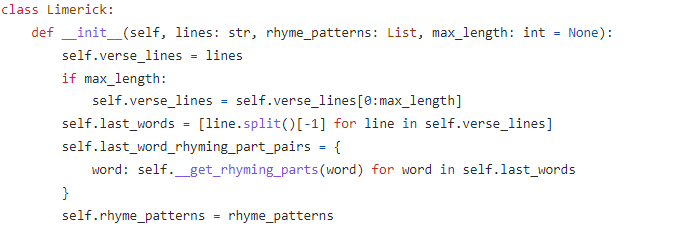 class Limerick:
    def __init__(self, lines: str, rhyme_patterns: List, max_length: int = None):
        self.verse_lines = lines
        if max_length:
            self.verse_lines = self.verse_lines[0:max_length]
        self.last_words = [line.split()[-1] for line in self.verse_lines]
        self.last_word_rhyming_part_pairs = {
            word: self.__get_rhyming_parts(word) for word in self.last_words
        }
        self.rhyme_patterns = rhyme_patterns